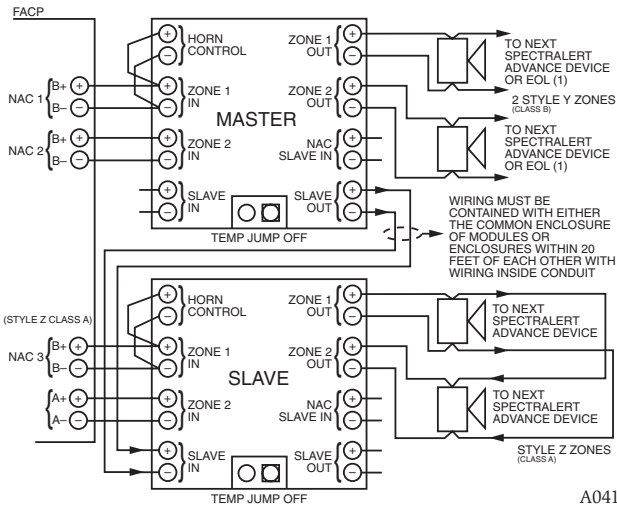 FACP
NAC 1
B+
B–
NAC 2
B+
B–
HORN
CONTROL
ZONE 1
IN
ZONE 2
IN
SLAVE
IN
MASTER
ZONE 1
OUT
ZONE 2
OUT
NAC
SLAVE IN
SLAVE
OUT
TEMP JUMP OFF
TO NEXT
SPECTRALERT
ADVANCE DEVICE
OR EOL (1)
2 STYLE Y ZONES
(CLASS B)
TO NEXT
SPECTRALERT
ADVANCE DEVICE
OR EOL (1)
WIRING MUST BE
CONTAINED WITH EITHER
THE COMMON ENCLOSURE
OF MODULES OR
ENCLOSURES WITHIN 20
FEET OF EACH OTHER WITH
WIRING INSIDE CONDUIT
(STYLE Z CLASS A)
NAC 3
B+
B–
A+
A–
HORN
CONTROL
ZONE 1
IN
ZONE 2
IN
SLAVE
IN
SLAVE
ZONE 1
OUT
ZONE 2
OUT
NAC
SLAVE IN
SLAVE
OUT
TEMP JUMP OFF
TO NEXT
SPECTRALERT
ADVANCE DEVICE
TO NEXT
SPECTRALERT
ADVANCE DEVICE
STYLE Z ZONES
(CLASS A)
A041